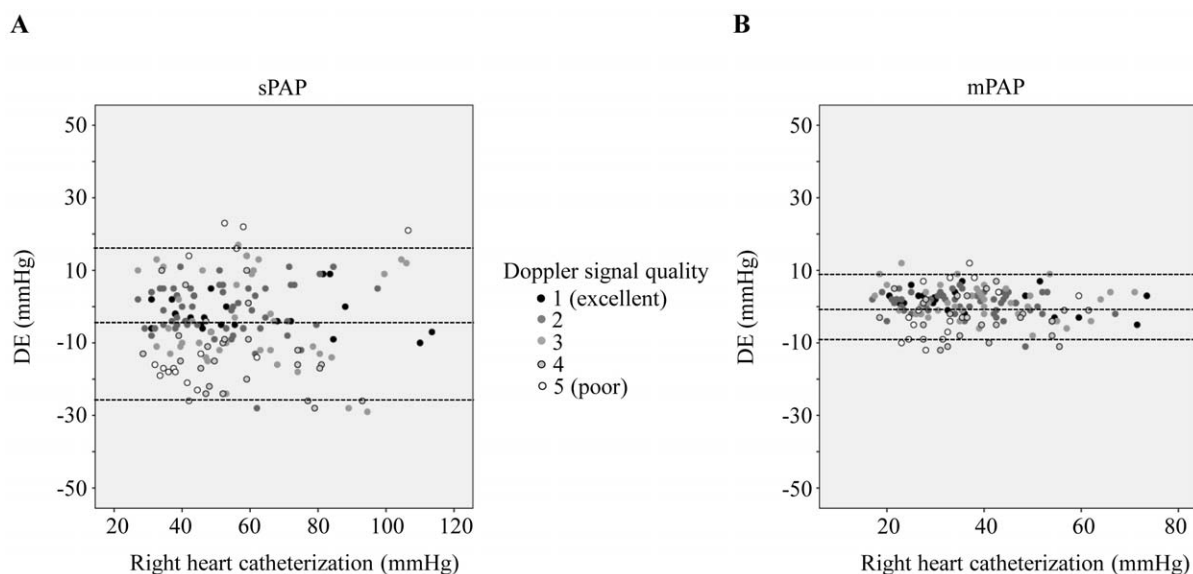 A
sPAP
50
30
10
-10
-30
-50
DE (mmHg)
20 40 60 80 100 120
Right heart catheterization (mmHg)
Doppler signal quality
1 (excellent)
2
3
4
5 (poor)
B
mPAP
50
30
10
-10
-30
-50
DE (mmHg)
20 40 60 80
Right heart catheterization (mmHg)